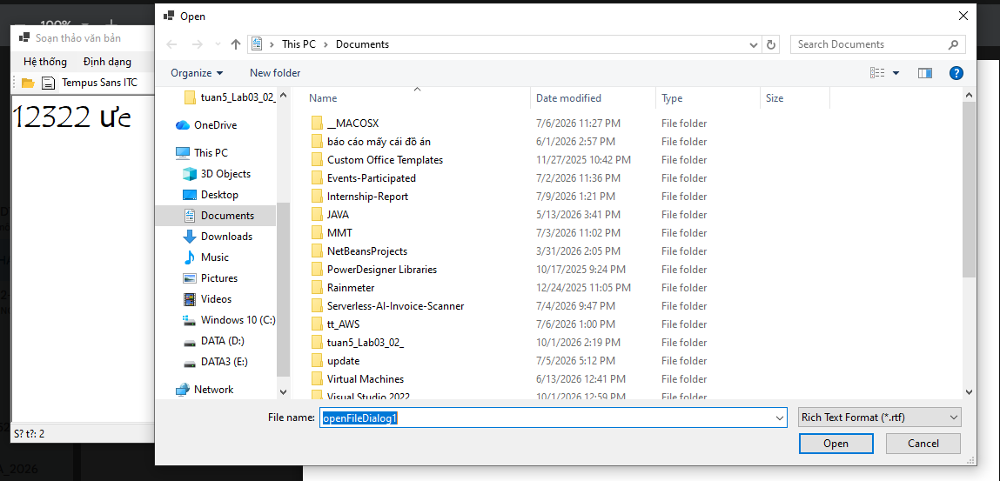 100%
Soạn thảo văn bản
Hệ thống Định dạng
Tempus Sans ITC
12322 ưe
S? t?: 2
A_2026
Open
This PC > Documents
Search Documents
Organize New folder
tuan5_Lab03_02_
OneDrive
This PC
3D Objects
Desktop
Documents
Downloads
Music
Pictures
Videos
Windows 10 (C:)
DATA (D:)
DATA3 (E:)
Network
Name Date modified Type Size
__MACOSX 7/6/2026 11:27 PM File folder
báo cáo mấy cái đồ án 6/1/2026 2:57 PM File folder
Custom Office Templates 11/27/2025 10:42 PM File folder
Events-Participated 7/2/2026 11:36 PM File folder
Internship-Report 7/9/2026 1:21 PM File folder
JAVA 5/13/2026 3:41 PM File folder
MMT 7/3/2026 11:02 PM File folder
NetBeansProjects 3/31/2026 2:05 PM File folder
PowerDesigner Libraries 10/17/2025 9:24 PM File folder
Rainmeter 12/24/2025 11:05 PM File folder
Serverless-AI-Invoice-Scanner 7/4/2026 9:47 PM File folder
tt_AWS 7/6/2026 1:00 PM File folder
tuan5_Lab03_02_ 10/1/2026 2:19 PM File folder
update 7/5/2026 5:12 PM File folder
Virtual Machines 6/13/2026 12:41 PM File folder
Visual Studio 2022 10/1/2026 12:59 PM File folder
File name: openFileDialog1 Rich Text Format (*.rtf)
Open Cancel